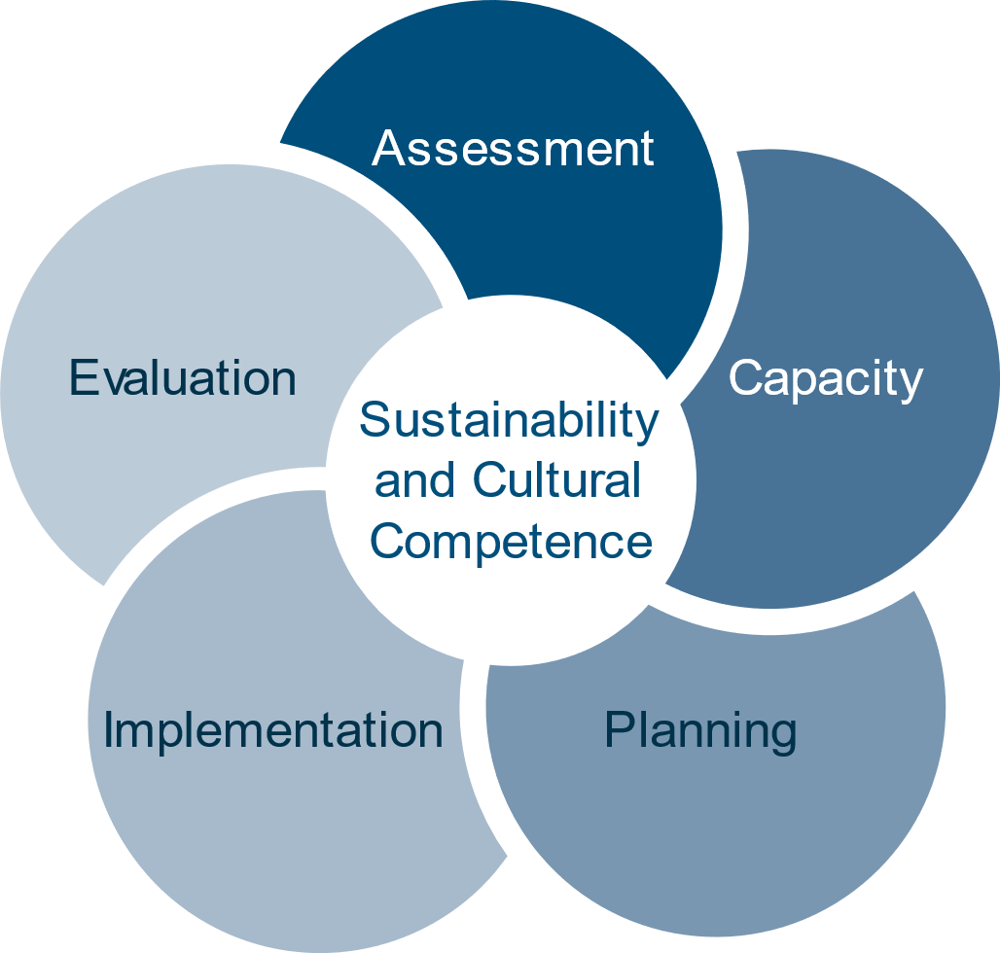 Assessment
Capacity
Planning
Implementation
Evaluation
Sustainability
and Cultural
Competence